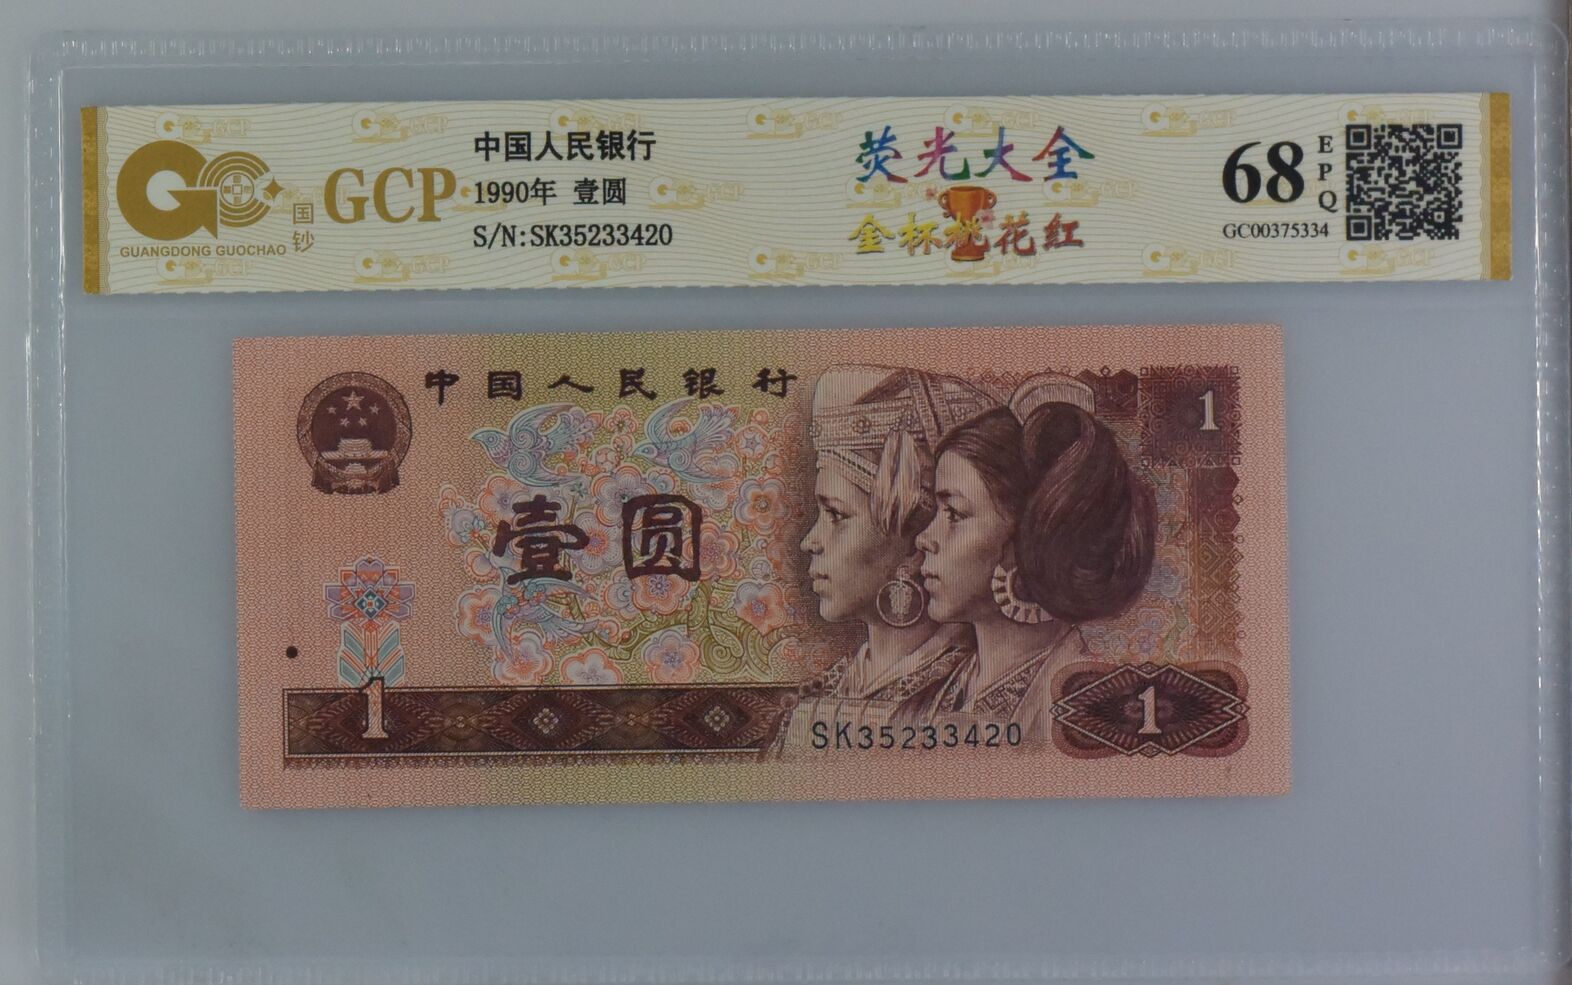 GCP
国钞
GUANGDONG GUOCHAO
中国人民银行
1990年 壹圆
S/N:SK35233420
荧光大全
金杯桃花红
68
EPQ
GC00375334
中国人民银行
1
壹圆
1
1
SK35233420